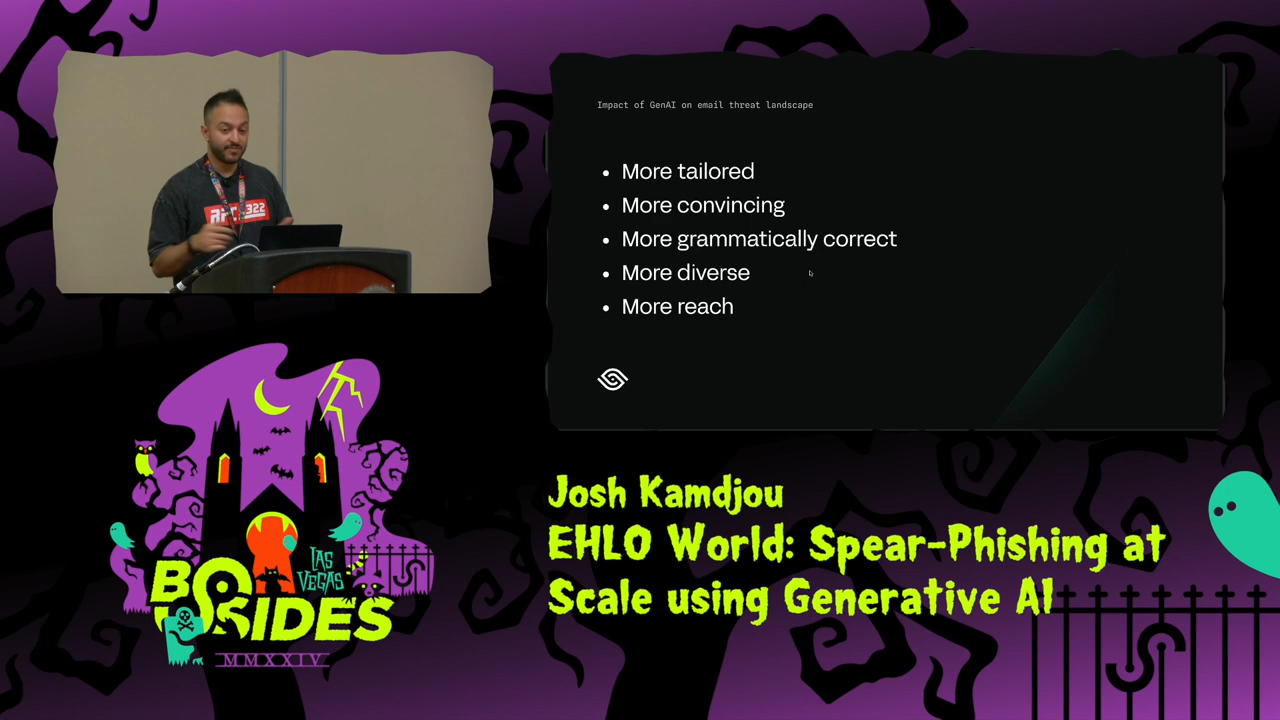 Impact of GenAI on email threat landscape
• More tailored
• More convincing
• More grammatically correct
• More diverse
• More reach
BSIDES
LAS
VEGAS
MMXXIV
Josh Kamdjou
EHLO World: Spear-Phishing at
Scale using Generative AI